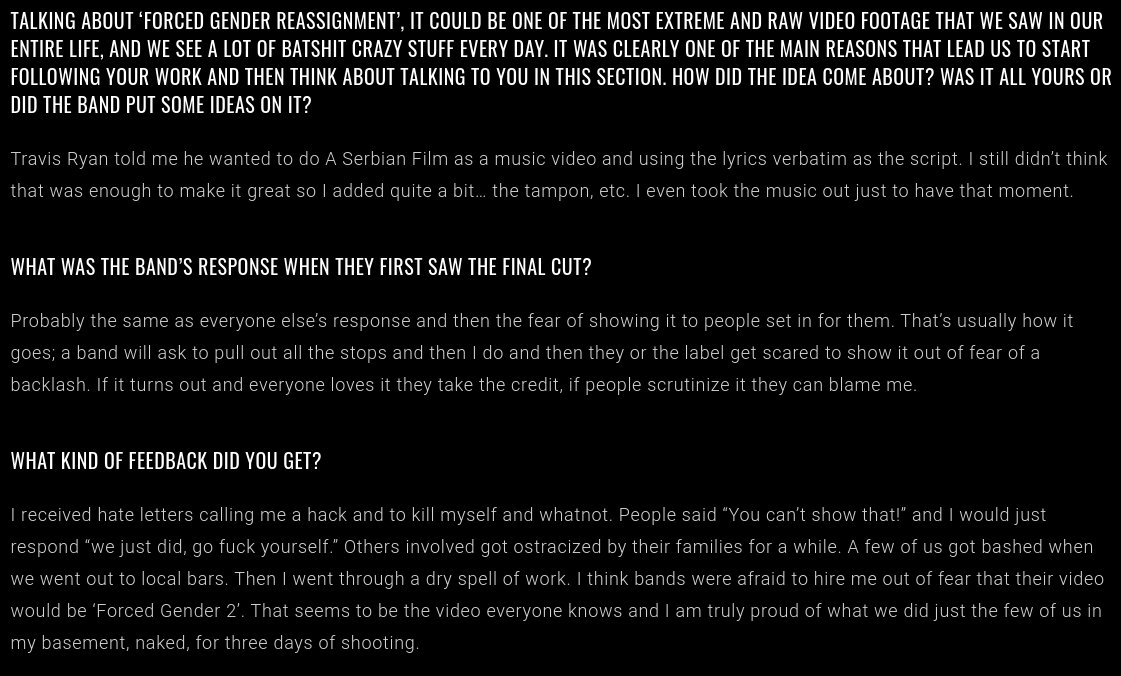 TALKING ABOUT ‘FORCED GENDER REASSIGNMENT’, IT COULD BE ONE OF THE MOST EXTREME AND RAW VIDEO FOOTAGE THAT WE SAW IN OUR
ENTIRE LIFE, AND WE SEE A LOT OF BATSHIT CRAZY STUFF EVERY DAY. IT WAS CLEARLY ONE OF THE MAIN REASONS THAT LEAD US TO START
FOLLOWING YOUR WORK AND THEN THINK ABOUT TALKING TO YOU IN THIS SECTION. HOW DID THE IDEA COME ABOUT? WAS IT ALL YOURS OR
DID THE BAND PUT SOME IDEAS ON IT?
Travis Ryan told me he wanted to do A Serbian Film as a music video and using the lyrics verbatim as the script. I still didn’t think
that was enough to make it great so I added quite a bit… the tampon, etc. I even took the music out just to have that moment.
WHAT WAS THE BAND’S RESPONSE WHEN THEY FIRST SAW THE FINAL CUT?
Probably the same as everyone else’s response and then the fear of showing it to people set in for them. That’s usually how it
goes; a band will ask to pull out all the stops and then I do and then they or the label get scared to show it out of fear of a
backlash. If it turns out and everyone loves it they take the credit, if people scrutinize it they can blame me.
WHAT KIND OF FEEDBACK DID YOU GET?
I received hate letters calling me a hack and to kill myself and whatnot. People said “You can’t show that!” and I would just
respond “we just did, go fuck yourself.” Others involved got ostracized by their families for a while. A few of us got bashed when
we went out to local bars. Then I went through a dry spell of work. I think bands were afraid to hire me out of fear that their video
would be ‘Forced Gender 2’. That seems to be the video everyone knows and I am truly proud of what we did just the few of us in
my basement, naked, for three days of shooting.